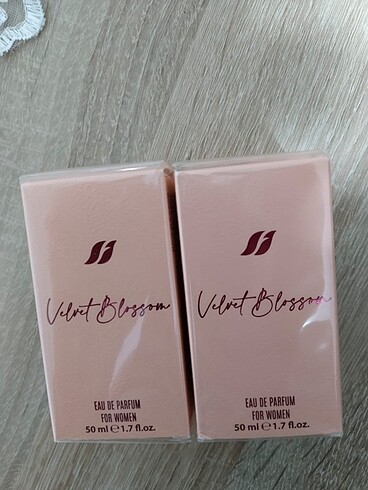 Velvet Blossom
EAU DE PARFUM
FOR WOMEN
50 ml ℮ 1.7 fl.oz.
Velvet Blossom
EAU DE PARFUM
FOR WOMEN
50 ml ℮ 1.7 fl.oz.